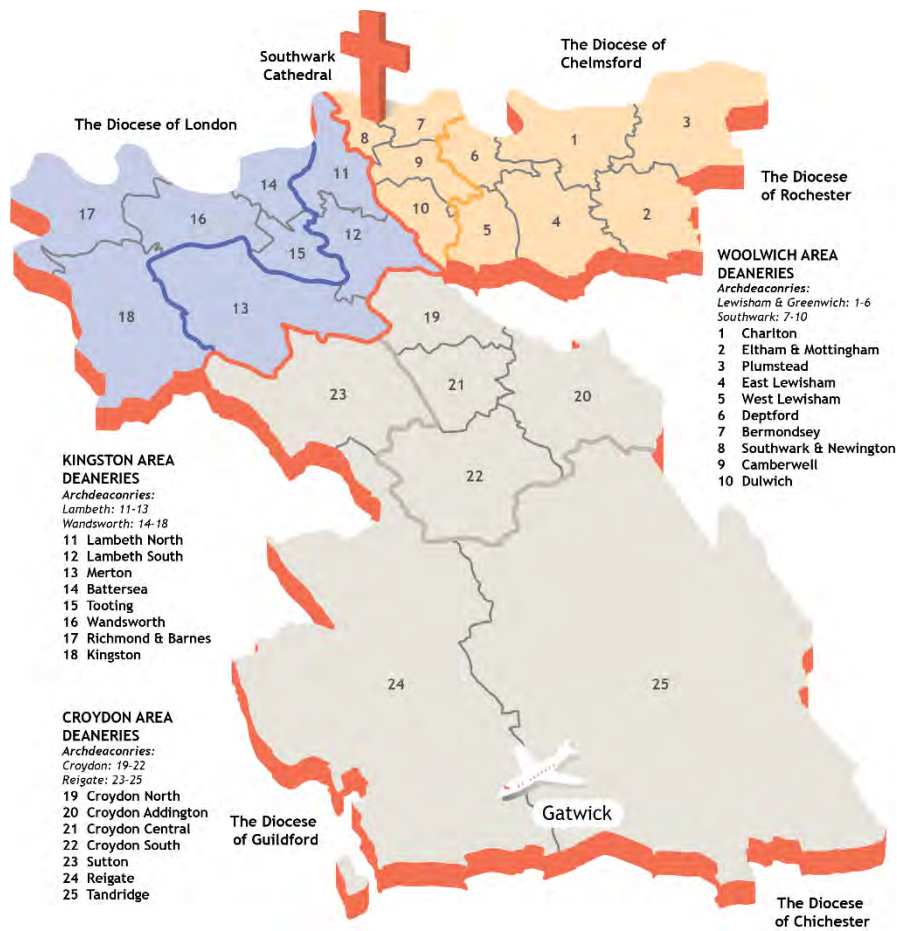 Southwark
Cathedral
The Diocese of
Chelmsford
The Diocese of London
The Diocese
of Rochester
8
7
6
1
3
9
10
5
4
2
11
14
12
15
16
17
18
13
19
23
21
20
22
24
25
WOOLWICH AREA
DEANERIES
Archdeaconries:
Lewisham & Greenwich: 1-6
Southwark: 7-10
1 Charlton
2 Eltham & Mottingham
3 Plumstead
4 East Lewisham
5 West Lewisham
6 Deptford
7 Bermondsey
8 Southwark & Newington
9 Camberwell
10 Dulwich
KINGSTON AREA
DEANERIES
Archdeaconries:
Lambeth: 11-13
Wandsworth: 14-18
11 Lambeth North
12 Lambeth South
13 Merton
14 Battersea
15 Tooting
16 Wandsworth
17 Richmond & Barnes
18 Kingston
CROYDON AREA
DEANERIES
Archdeaconries:
Croydon: 19-22
Reigate: 23-25
19 Croydon North
20 Croydon Addington
21 Croydon Central
22 Croydon South
23 Sutton
24 Reigate
25 Tandridge
The Diocese
of Guildford
Gatwick
The Diocese
of Chichester